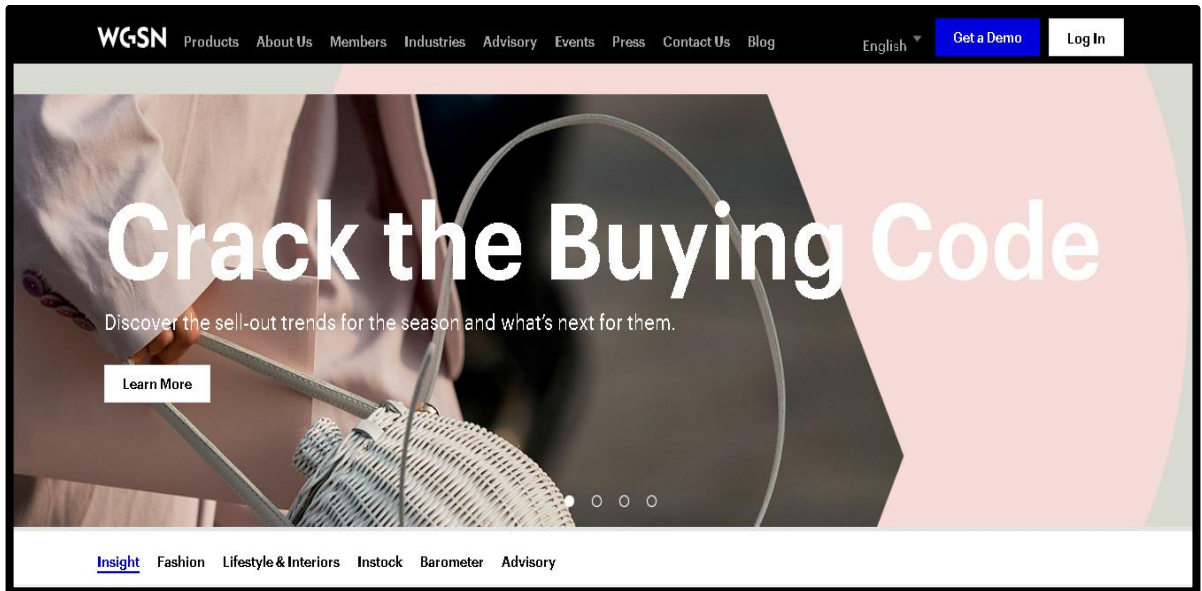 WGSN Products About Us Members Industries Advisory Events Press Contact Us Blog English Get a Demo Log In
Crack the Buying Code
Discover the sell-out trends for the season and what's next for them.
Learn More
Insight Fashion Lifestyle & Interiors Instock Barometer Advisory